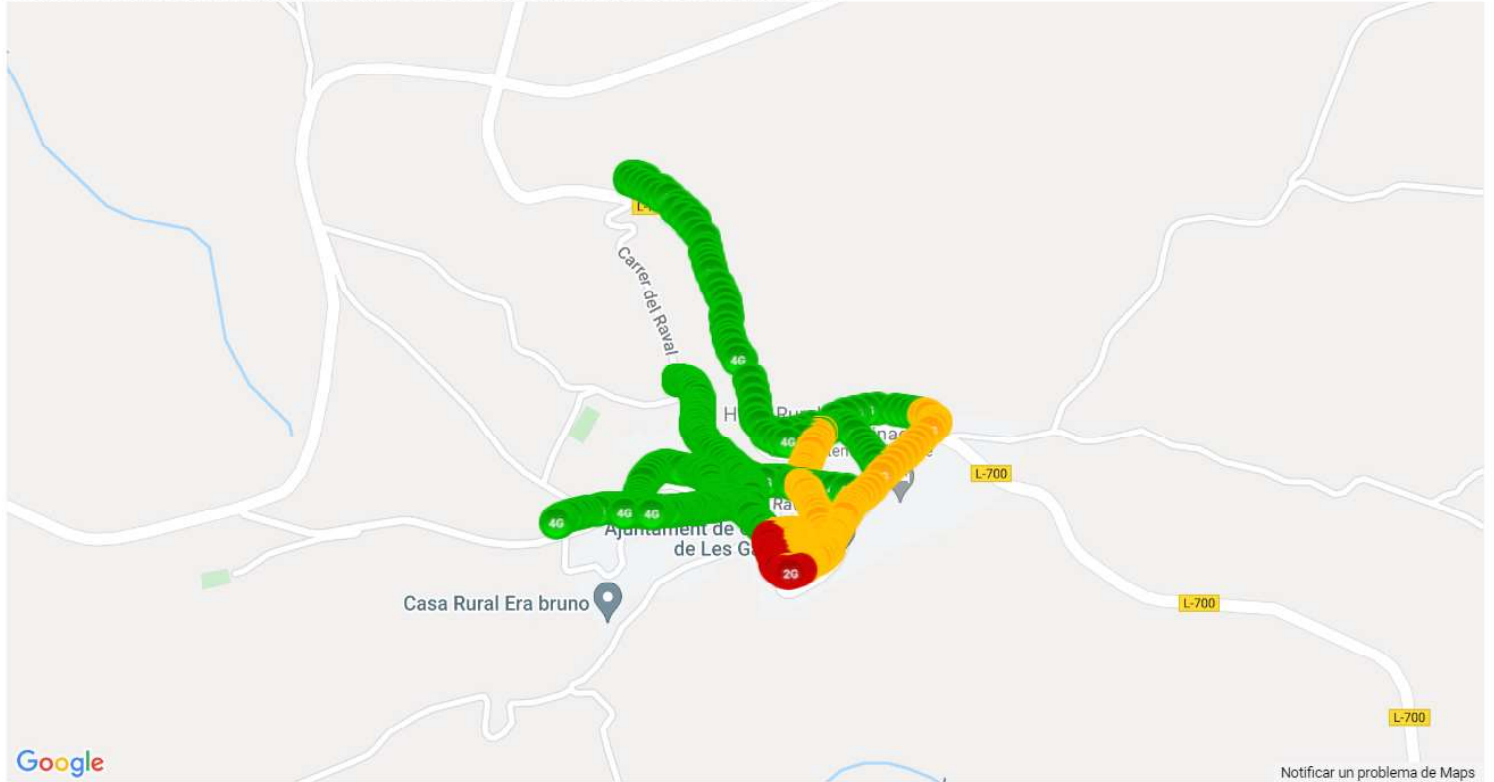 Carrer del Raval
4G
4G
4G
4G
4G
2G
Ajuntament de
de Les Ga
Casa Rural Era bruno
L-700
L-700
L-700
Google
Notificar un problema de Maps